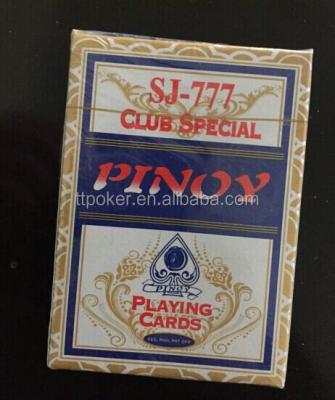 SJ-777
CLUB SPECIAL
PINOY
ttpoker.en.alibaba.com
PINOY
PLAYING
CARDS